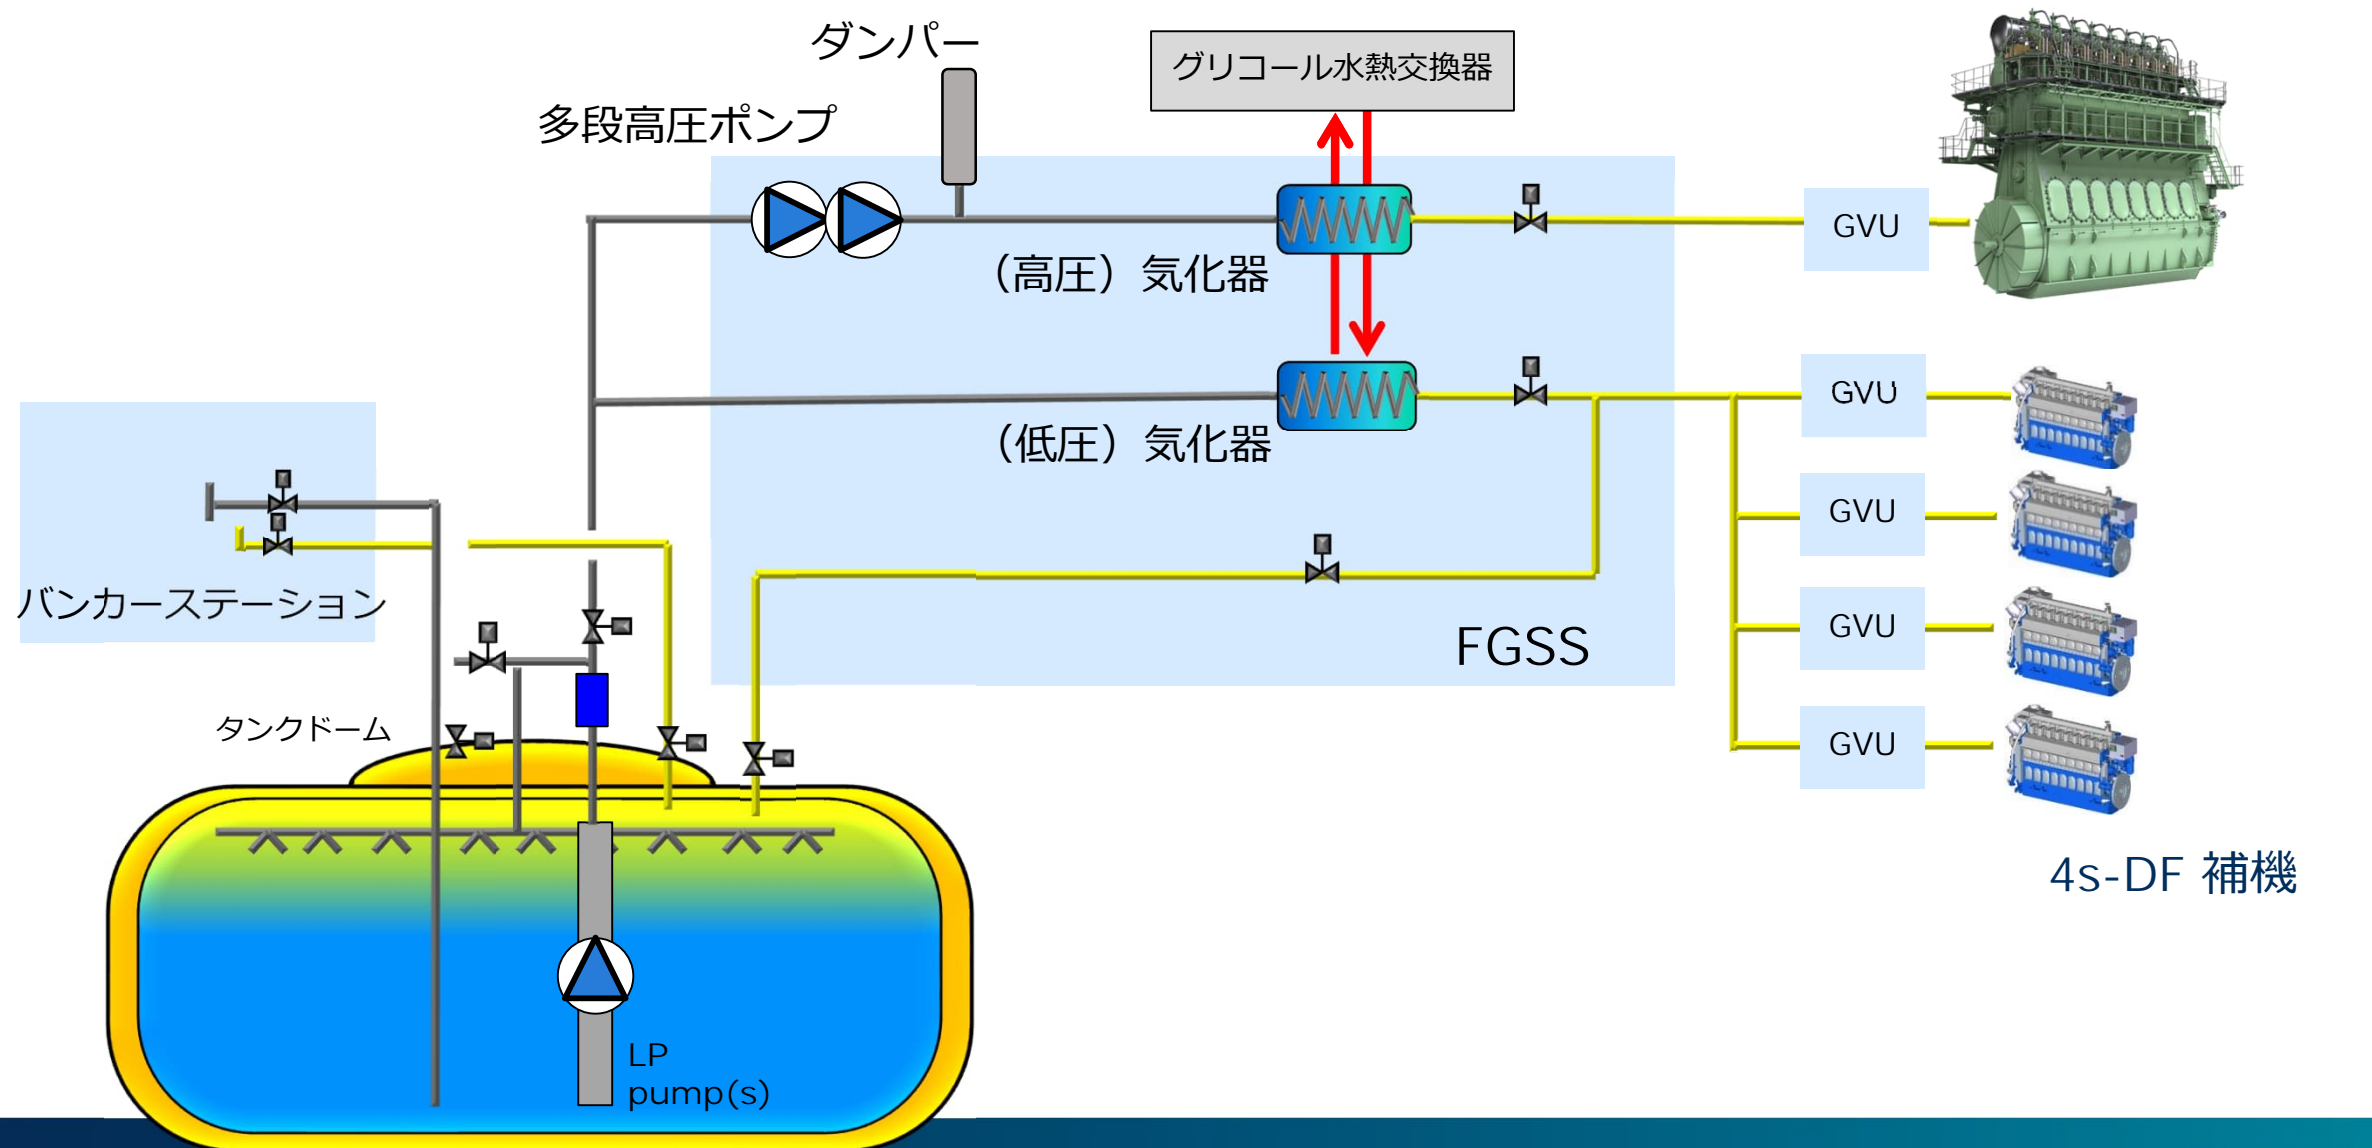 ダンパー
グリコール水熱交換器
多段高圧ポンプ
GVU
（高圧）気化器
GVU
（低圧）気化器
GVU
バンカーステーション
GVU
FGSS
タンクドーム
GVU
4s-DF 補機
LP
pump(s)